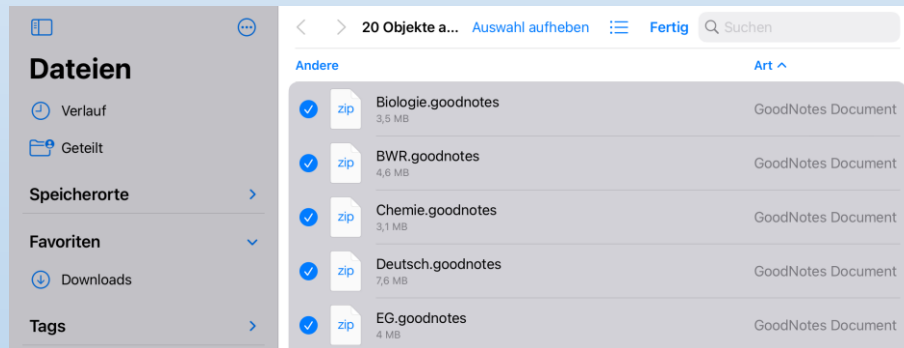 20 Objekte a... Auswahl aufheben Fertig Suchen
Dateien
Verlauf
Geteilt
Speicherorte
Favoriten
Downloads
Tags
Andere Art
zip Biologie.goodnotes GoodNotes Document
3,5 MB
zip BWR.goodnotes GoodNotes Document
4,6 MB
zip Chemie.goodnotes GoodNotes Document
3,1 MB
zip Deutsch.goodnotes GoodNotes Document
7,6 MB
zip EG.goodnotes GoodNotes Document
4 MB